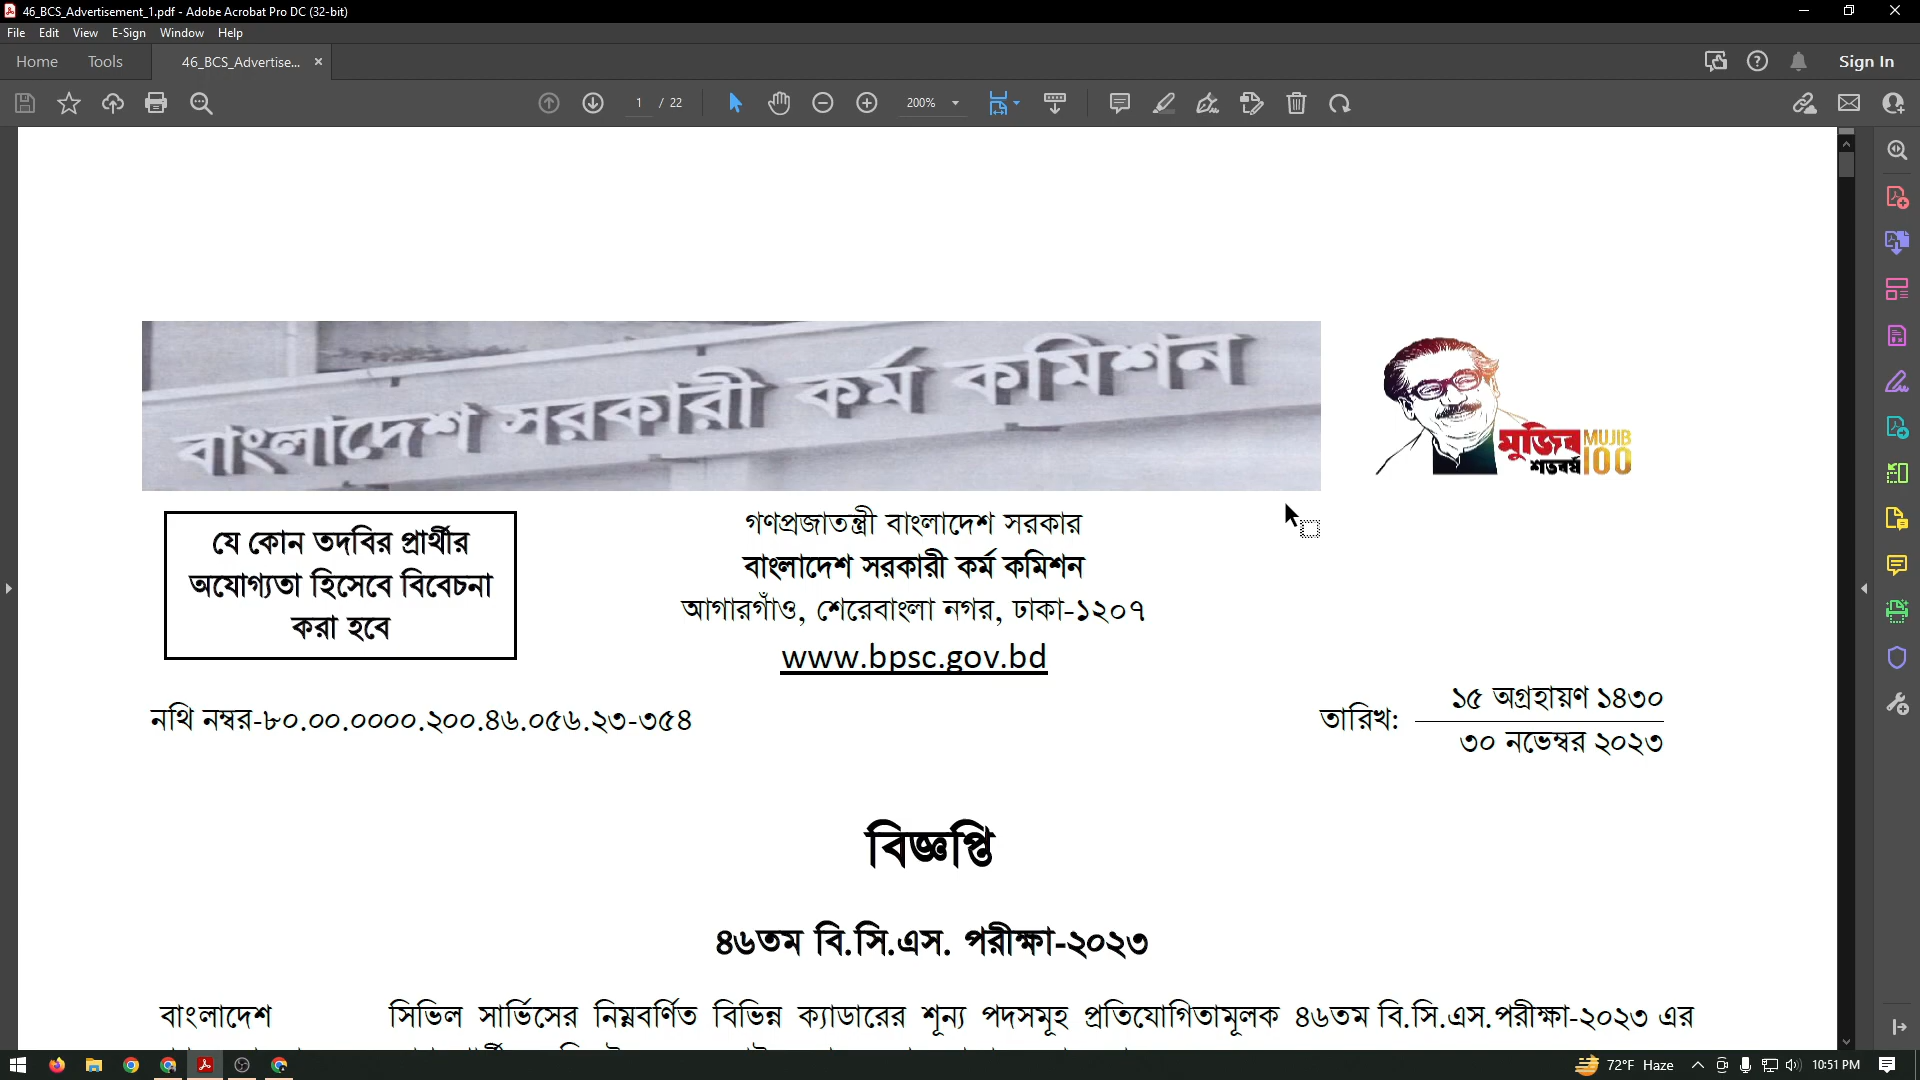 46_BCS_Advertisement_1.pdf - Adobe Acrobat Pro DC (32-bit)
File Edit View E-Sign Window Help
Home Tools 46_BCS_Advertise... Sign In
1 / 22 200%
বাংলাদেশ সরকারী কর্ম কমিশন
মুজিব MUJIB
শতবর্ষ 100
যে কোন তদবির প্রার্থীর
অযোগ্যতা হিসেবে বিবেচনা
করা হবে
গণপ্রজাতন্ত্রী বাংলাদেশ সরকার
বাংলাদেশ সরকারী কর্ম কমিশন
আগারগাঁও, শেরেবাংলা নগর, ঢাকা-১২০৭
www.bpsc.gov.bd
নথি নম্বর-৮০.০০.০০০০.২০০.৪৬.০৫৬.২৩-৩৫৪
তারিখ: ১৫ অগ্রহায়ণ ১৪৩০
৩০ নভেম্বর ২০২৩
বিজ্ঞপ্তি
৪৬তম বি.সি.এস. পরীক্ষা-২০২৩
বাংলাদেশ সিভিল সার্ভিসের নিম্নবর্ণিত বিভিন্ন ক্যাডারের শূন্য পদসমূহ প্রতিযোগিতামূলক ৪৬তম বি.সি.এস.পরীক্ষা-২০২৩ এর
72°F Haze 10:51 PM